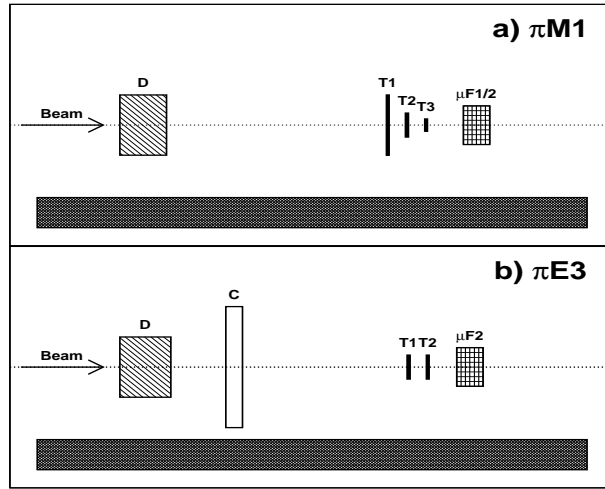 a) πM1
D
T1
T2
T3
μF1/2
Beam
b) πE3
C
D
T1 T2
μF2
Beam